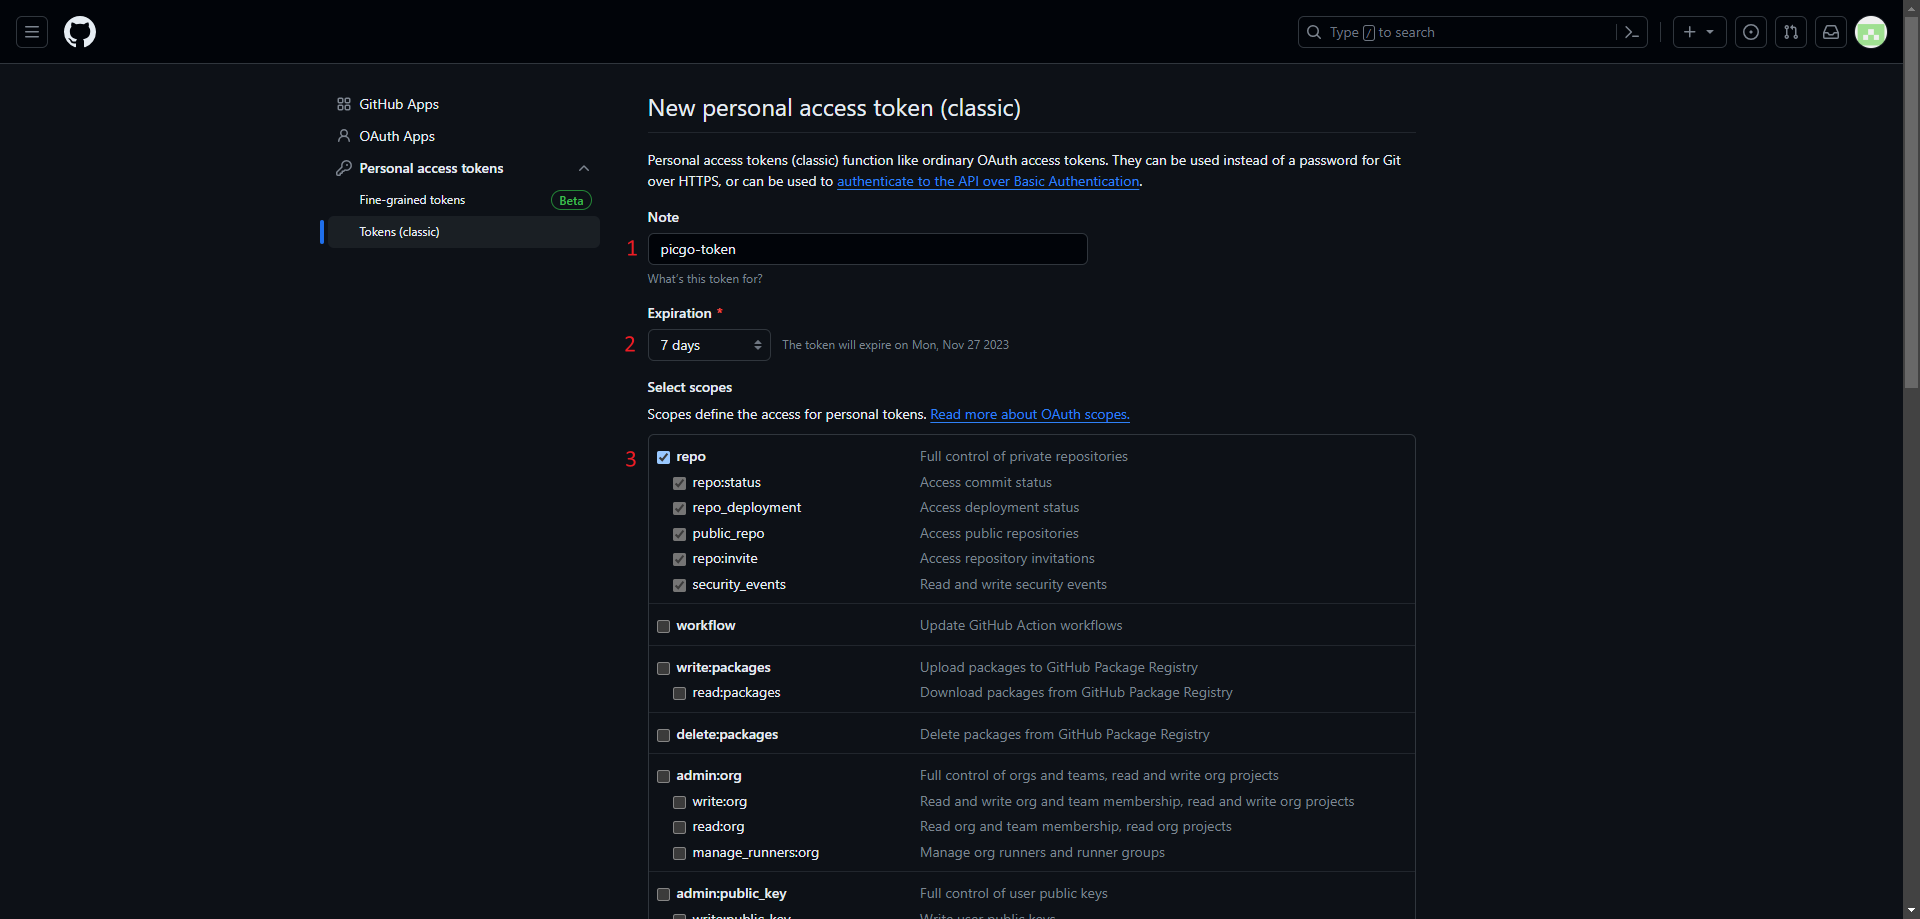 Type / to search
GitHub Apps
OAuth Apps
Personal access tokens
Fine-grained tokens Beta
Tokens (classic)
New personal access token (classic)
Personal access tokens (classic) function like ordinary OAuth access tokens. They can be used instead of a password for Git
over HTTPS, or can be used to authenticate to the API over Basic Authentication.
Note
1 picgo-token
What's this token for?
Expiration *
2 7 days The token will expire on Mon, Nov 27 2023
Select scopes
Scopes define the access for personal tokens. Read more about OAuth scopes.
3 repo Full control of private repositories
repo:status Access commit status
repo_deployment Access deployment status
public_repo Access public repositories
repo:invite Access repository invitations
security_events Read and write security events
workflow Update GitHub Action workflows
write:packages Upload packages to GitHub Package Registry
read:packages Download packages from GitHub Package Registry
delete:packages Delete packages from GitHub Package Registry
admin:org Full control of orgs and teams, read and write org projects
write:org Read and write org and team membership, read and write org projects
read:org Read org and team membership, read org projects
manage_runners:org Manage org runners and runner groups
admin:public_key Full control of user public keys
write:public_key Write user public keys